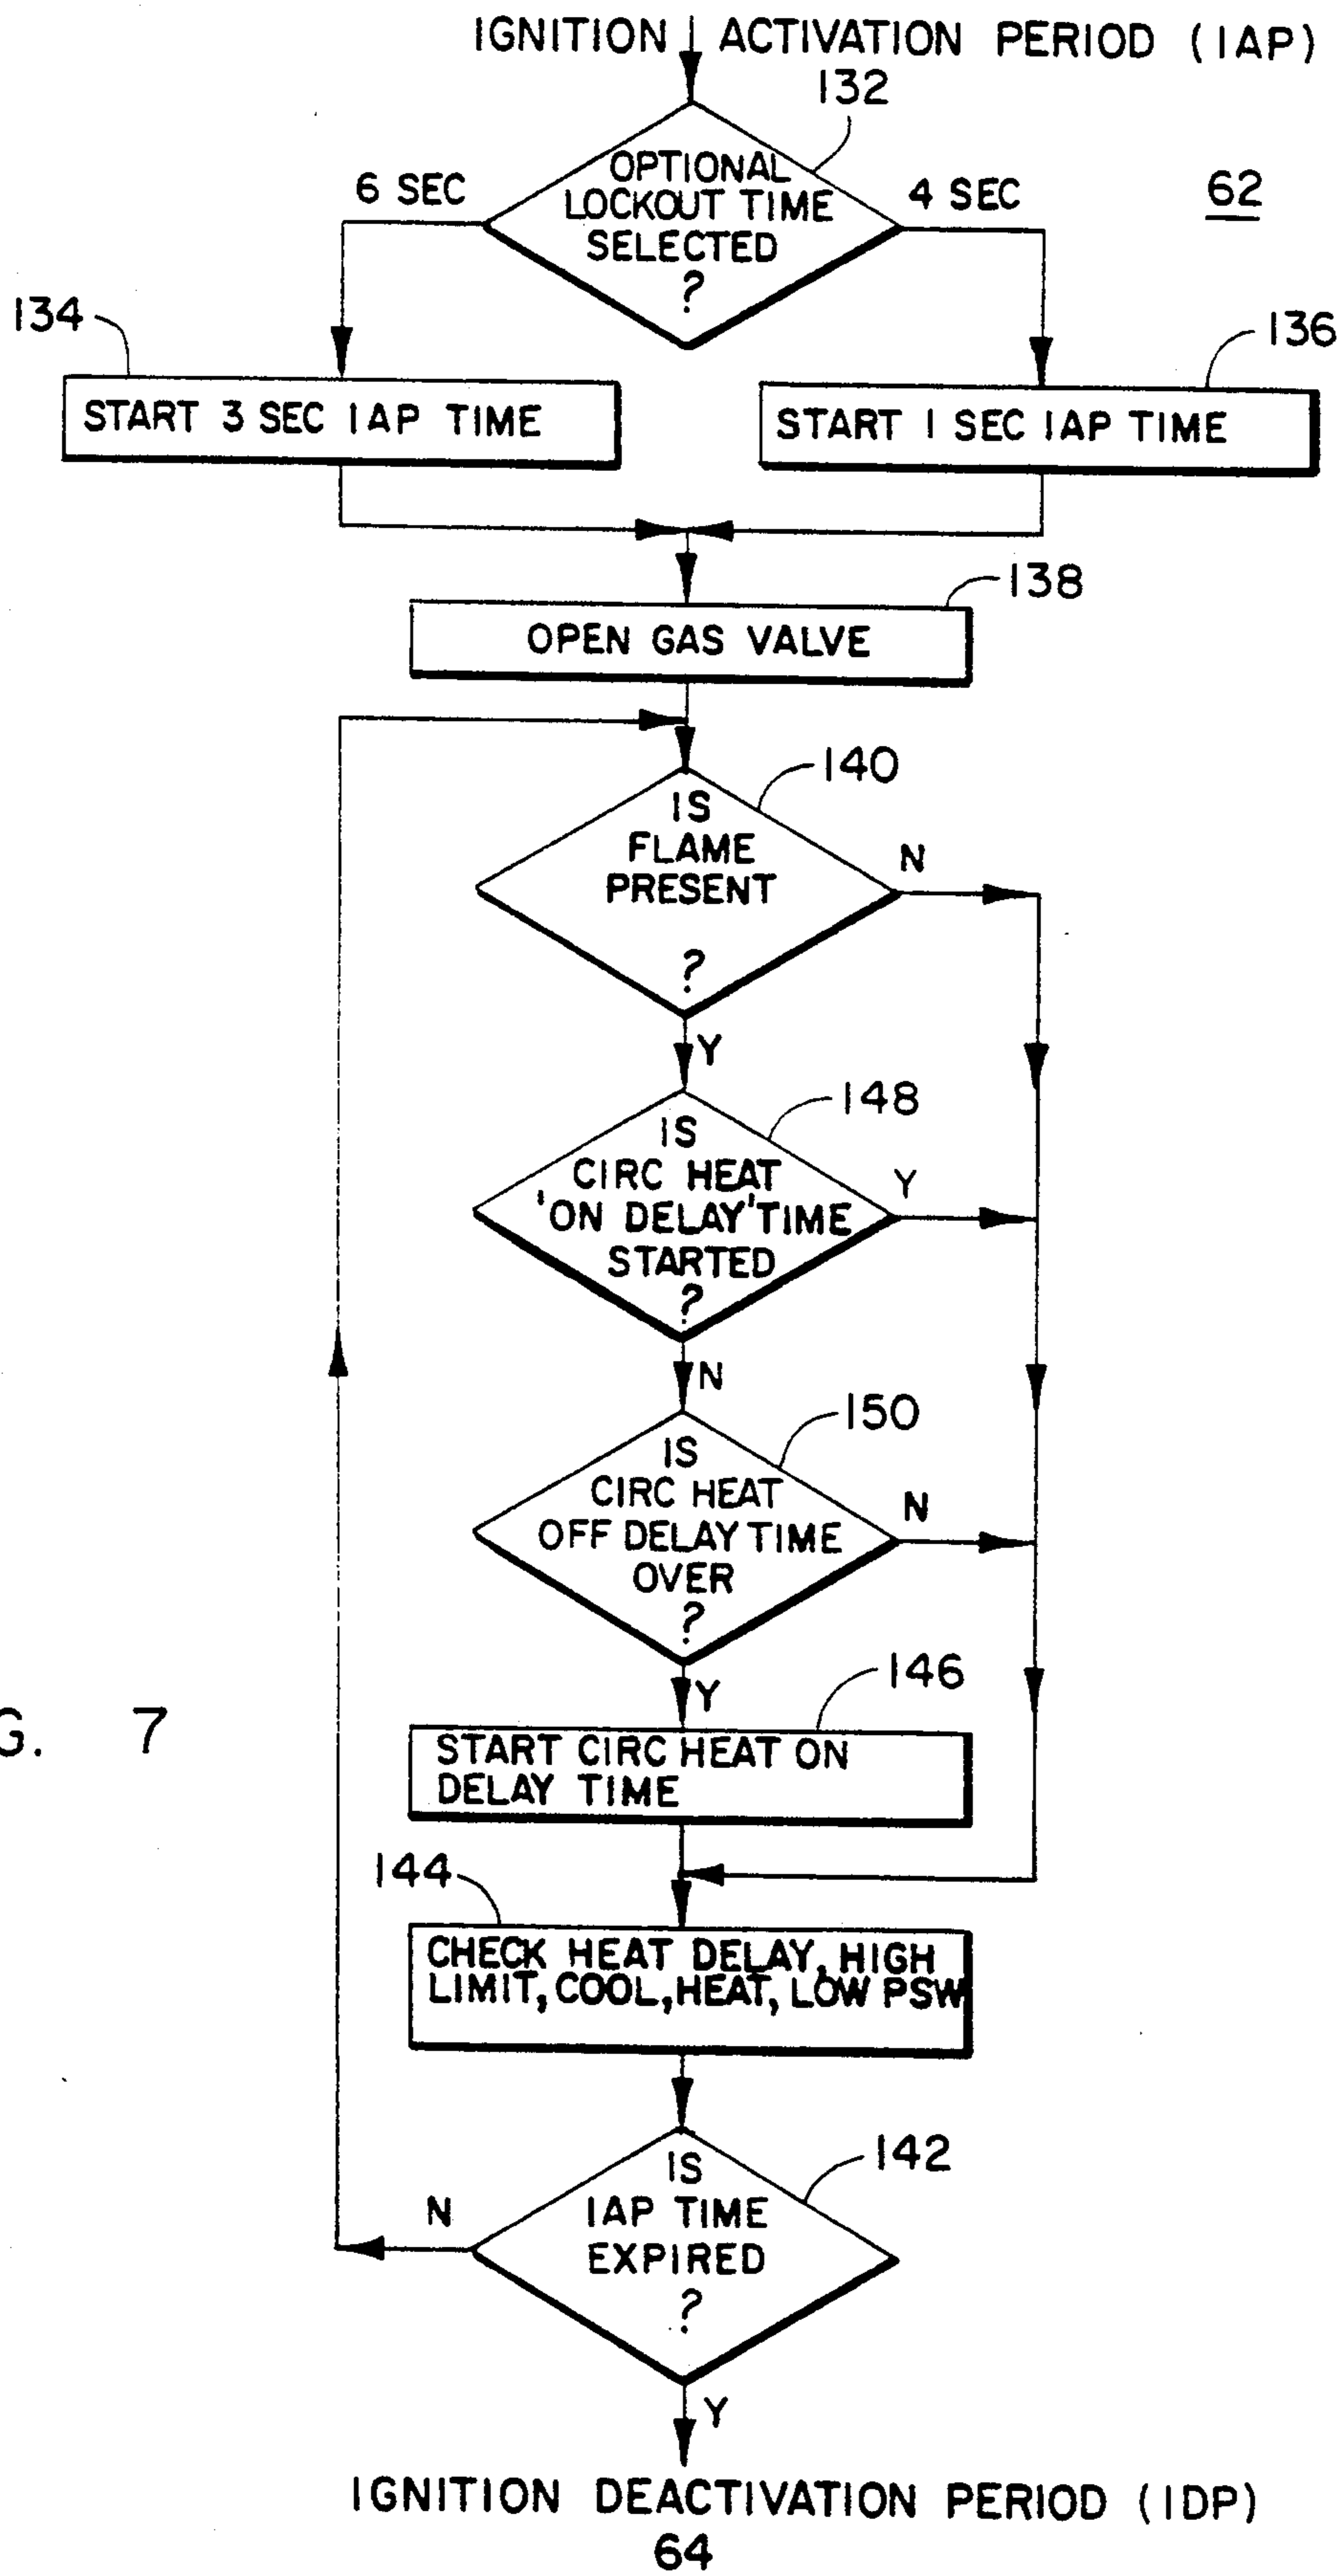 IGNITION ACTIVATION PERIOD (IAP)
132
OPTIONAL
LOCKOUT TIME
SELECTED
?
6 SEC
4 SEC
62
134
136
START 3 SEC IAP TIME
START 1 SEC IAP TIME
138
OPEN GAS VALVE
140
IS
FLAME
PRESENT
?
N
Y
148
IS
CIRC HEAT
'ON DELAY' TIME
STARTED
?
Y
N
150
IS
CIRC HEAT
OFF DELAY TIME
OVER
?
N
Y
146
START CIRC HEAT ON
DELAY TIME
G. 7
144
CHECK HEAT DELAY, HIGH
LIMIT, COOL, HEAT, LOW PSW
142
IS
IAP TIME
EXPIRED
?
N
Y
IGNITION DEACTIVATION PERIOD (IDP)
64